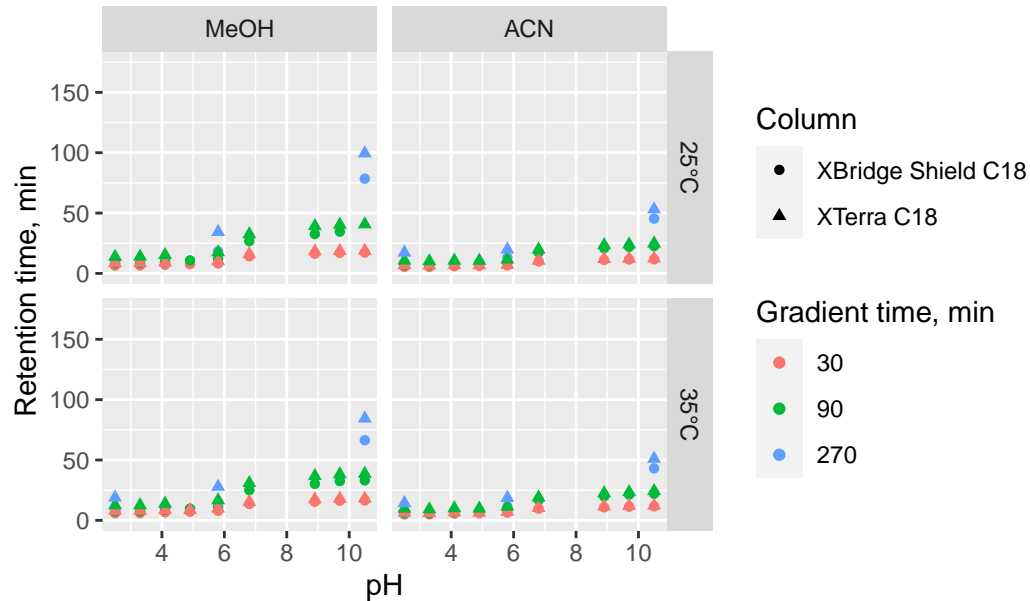 MeOH
ACN
Retention time, min
150
100
50
0
25°C
150
100
50
0
35°C
4
6
8
10
4
6
8
10
pH
Column
XBridge Shield C18
XTerra C18
Gradient time, min
30
90
270